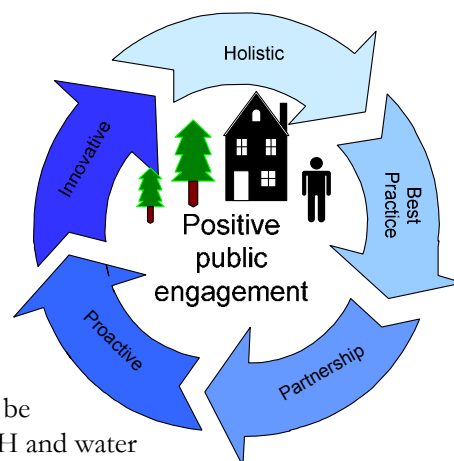 Holistic
Best
Practice
Partnership
Proactive
Innovative
Positive
public
engagement
be
H and water